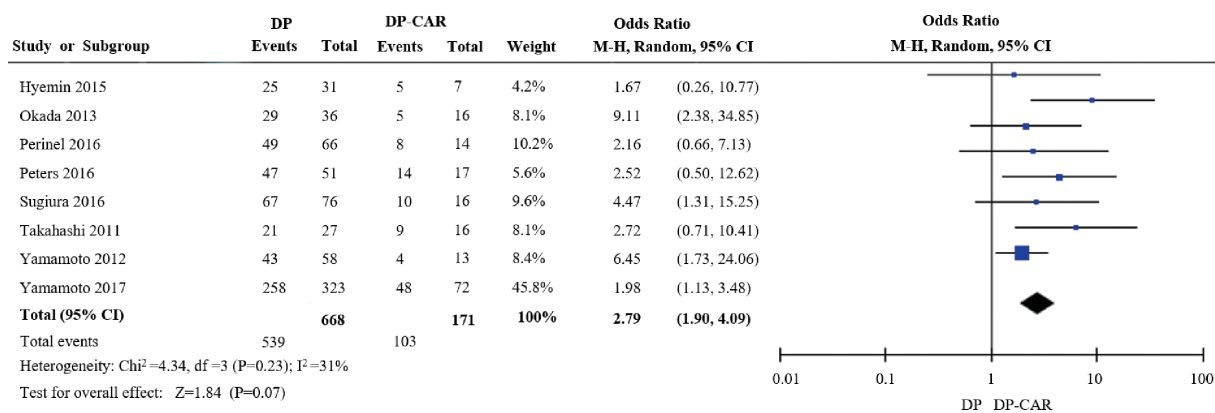 DP DP-CAR Odds Ratio Odds Ratio
Study or Subgroup Events Total Events Total Weight M-H, Random, 95% CI M-H, Random, 95% CI
Hyemin 2015 25 31 5 7 4.2% 1.67 (0.26, 10.77)
Okada 2013 29 36 5 16 8.1% 9.11 (2.38, 34.85)
Perinel 2016 49 66 8 14 10.2% 2.16 (0.66, 7.13)
Peters 2016 47 51 14 17 5.6% 2.52 (0.50, 12.62)
Sugiura 2016 67 76 10 16 9.6% 4.47 (1.31, 15.25)
Takahashi 2011 21 27 9 16 8.1% 2.72 (0.71, 10.41)
Yamamoto 2012 43 58 4 13 8.4% 6.45 (1.73, 24.06)
Yamamoto 2017 258 323 48 72 45.8% 1.98 (1.13, 3.48)
Total (95% CI) 668 171 100% 2.79 (1.90, 4.09)
Total events 539 103
Heterogeneity: Chi² =4.34, df =3 (P=0.23); I² =31%
Test for overall effect: Z=1.84 (P=0.07)
0.01 0.1 1 10 100
DP DP-CAR